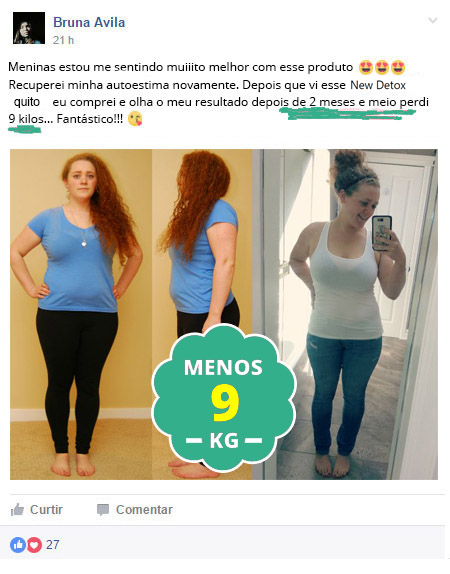 Bruna Avila
21 h
Meninas estou me sentindo muiiito melhor com esse produto
Recuperei minha autoestima novamente. Depois que vi esse New Detox
quito eu comprei e olha o meu resultado depois de 2 meses e meio perdi
9 kilos... Fantástico!!!
MENOS
9
KG
Curtir
Comentar
27